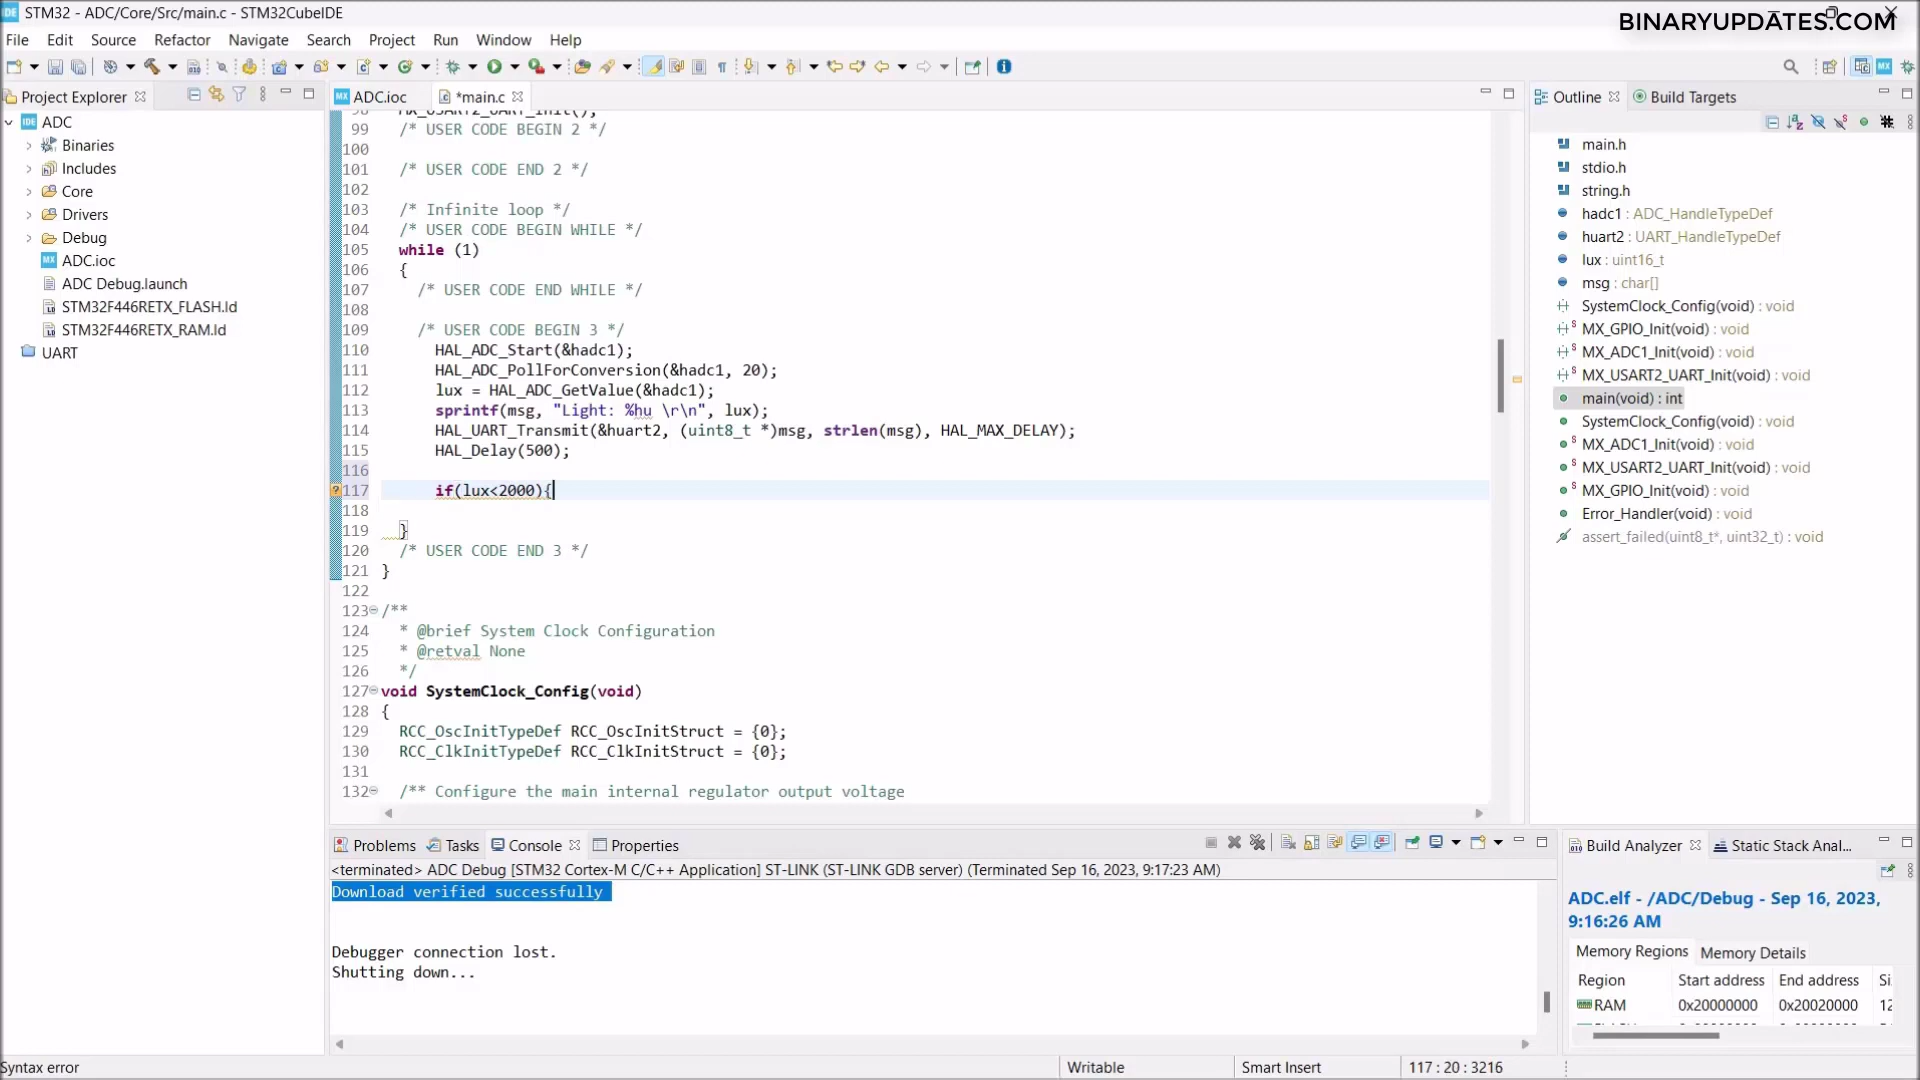 STM32 - ADC/Core/Src/main.c - STM32CubeIDE
BINARYUPDATES.COM
File Edit Source Refactor Navigate Search Project Run Window Help
Project Explorer
ADC
Binaries
Includes
Core
Drivers
Debug
ADC.ioc
ADC Debug.launch
STM32F446RETX_FLASH.ld
STM32F446RETX_RAM.ld
UART
ADC.ioc *main.c
98 MX_USART2_UART_Init();
99 /* USER CODE BEGIN 2 */
100
101 /* USER CODE END 2 */
102
103 /* Infinite loop */
104 /* USER CODE BEGIN WHILE */
105 while (1)
106 {
107 /* USER CODE END WHILE */
108
109 /* USER CODE BEGIN 3 */
110 HAL_ADC_Start(&hadc1);
111 HAL_ADC_PollForConversion(&hadc1, 20);
112 lux = HAL_ADC_GetValue(&hadc1);
113 sprintf(msg, "Light: %hu \r\n", lux);
114 HAL_UART_Transmit(&huart2, (uint8_t *)msg, strlen(msg), HAL_MAX_DELAY);
115 HAL_Delay(500);
116
117 if(lux<2000){
118
119 }
120 /* USER CODE END 3 */
121 }
122
123 /**
124 * @brief System Clock Configuration
125 * @retval None
126 */
127 void SystemClock_Config(void)
128 {
129 RCC_OscInitTypeDef RCC_OscInitStruct = {0};
130 RCC_ClkInitTypeDef RCC_ClkInitStruct = {0};
131
132 /** Configure the main internal regulator output voltage
Outline Build Targets
main.h
stdio.h
string.h
hadc1 : ADC_HandleTypeDef
huart2 : UART_HandleTypeDef
lux : uint16_t
msg : char[]
SystemClock_Config(void) : void
MX_GPIO_Init(void) : void
MX_ADC1_Init(void) : void
MX_USART2_UART_Init(void) : void
main(void) : int
SystemClock_Config(void) : void
MX_ADC1_Init(void) : void
MX_USART2_UART_Init(void) : void
MX_GPIO_Init(void) : void
Error_Handler(void) : void
assert_failed(uint8_t*, uint32_t) : void
Problems Tasks Console Properties
<terminated> ADC Debug [STM32 Cortex-M C/C++ Application] ST-LINK (ST-LINK GDB server) (Terminated Sep 16, 2023, 9:17:23 AM)
Download verified successfully
Debugger connection lost.
Shutting down...
Build Analyzer Static Stack Anal...
ADC.elf - /ADC/Debug - Sep 16, 2023,
9:16:26 AM
Memory Regions Memory Details
Region Start address End address Si
RAM 0x20000000 0x20020000 12
Syntax error
Writable
Smart Insert
117 : 20 : 3216